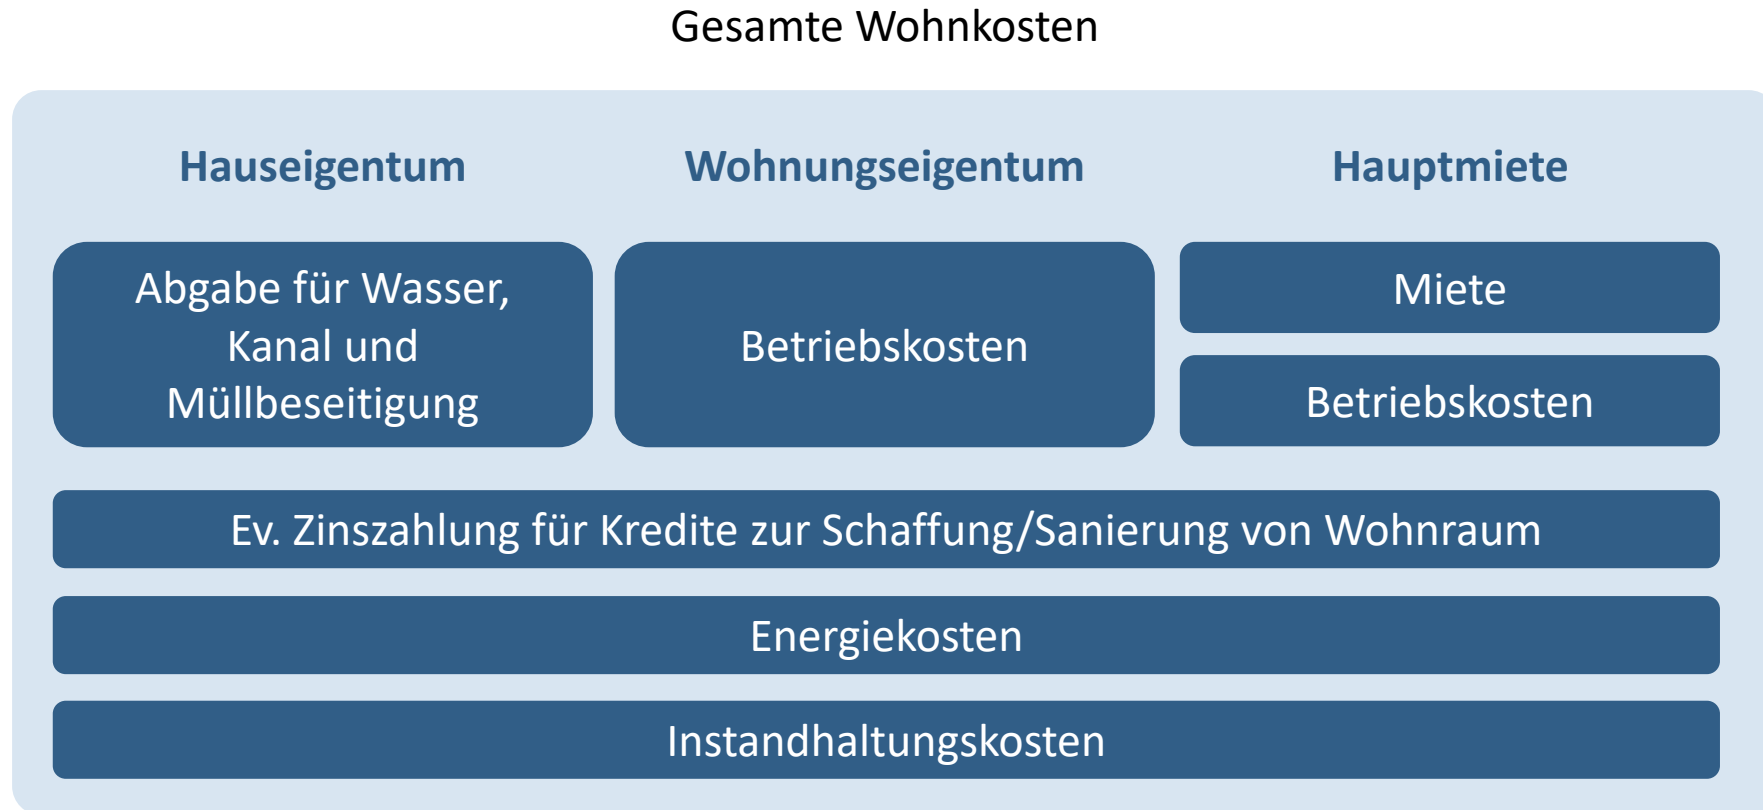 Gesamte Wohnkosten
Hauseigentum
Wohnungseigentum
Hauptmiete
Abgabe für Wasser,
Kanal und
Müllbeseitigung
Betriebskosten
Miete
Betriebskosten
Ev. Zinszahlung für Kredite zur Schaffung/Sanierung von Wohnraum
Energiekosten
Instandhaltungskosten